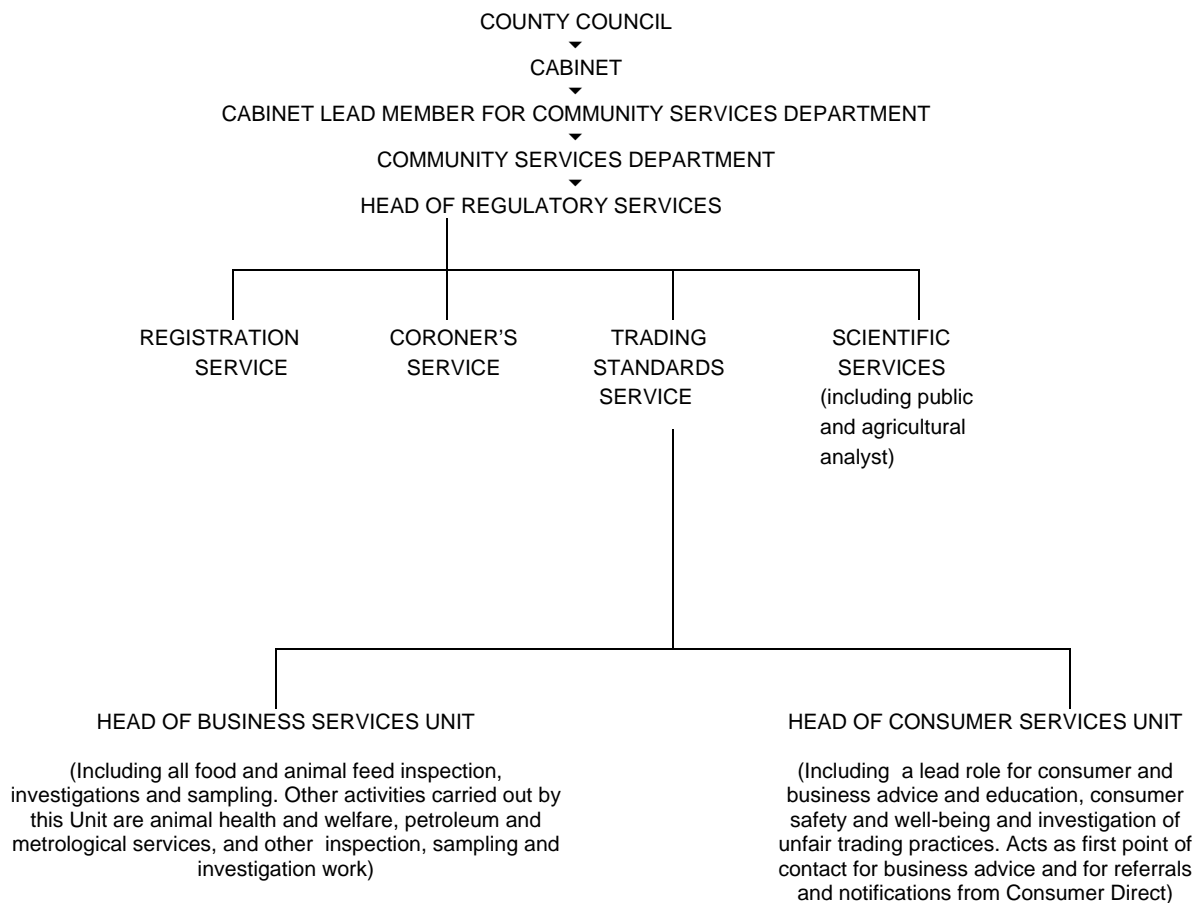 COUNTY COUNCIL
CABINET
CABINET LEAD MEMBER FOR COMMUNITY SERVICES DEPARTMENT
COMMUNITY SERVICES DEPARTMENT
HEAD OF REGULATORY SERVICES
REGISTRATION
SERVICE
CORONER'S
SERVICE
TRADING
STANDARDS
SERVICE
SCIENTIFIC
SERVICES
(including public
and agricultural
analyst)
HEAD OF BUSINESS SERVICES UNIT
(Including all food and animal feed inspection,
investigations and sampling. Other activities carried out by
this Unit are animal health and welfare, petroleum and
metrological services, and other inspection, sampling and
investigation work)
HEAD OF CONSUMER SERVICES UNIT
(Including a lead role for consumer and
business advice and education, consumer
safety and well-being and investigation of
unfair trading practices. Acts as first point of
contact for business advice and for referrals
and notifications from Consumer Direct)